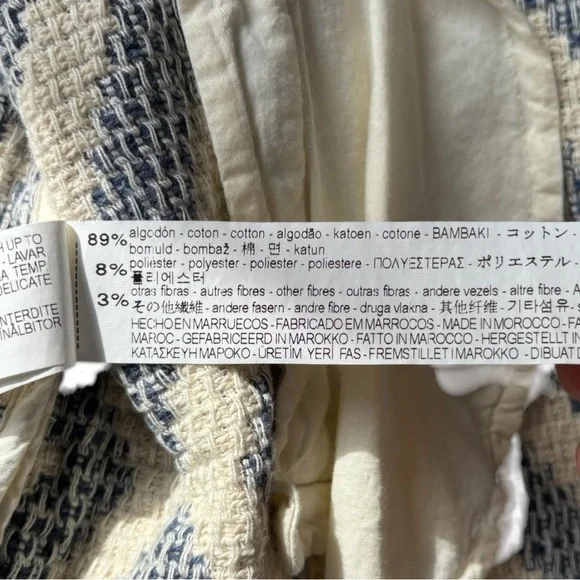 H UP TO
- LAVAR
A TEMP
DELICATE
INTERDITE
89% algodón - coton - cotton - algodão - katoen - cotone - BAMBAKI - コットン -
bomuld - bombaž - 棉 - 면 - katun
8% poliéster - polyester - poliester - poliestere - ΠΟΛΥΕΣΤΕΡΑΣ - ポリエステル -
폴리에스터
3% otras fibras - autres fibres - other fibres - outras fibras - andere vezels - altre fibre - A
その他繊維 - andere fasern - andre fibre - druga vlakna - 其他纤维 - 기타섬유 - s
HECHO EN MARRUECOS - FABRICADO EM MARROCOS - MADE IN MOROCCO - FA
MAROC - GEFABRICEERD IN MAROKKO - FATTO IN MAROCCO - HERGESTELLT IN
ΚΑΤΑΣΚΕΥΗ ΜΑΡΟΚΟ - ÜRETİM YERİ FAS - FREMSTILLET I MAROKKO - DIBUAT D